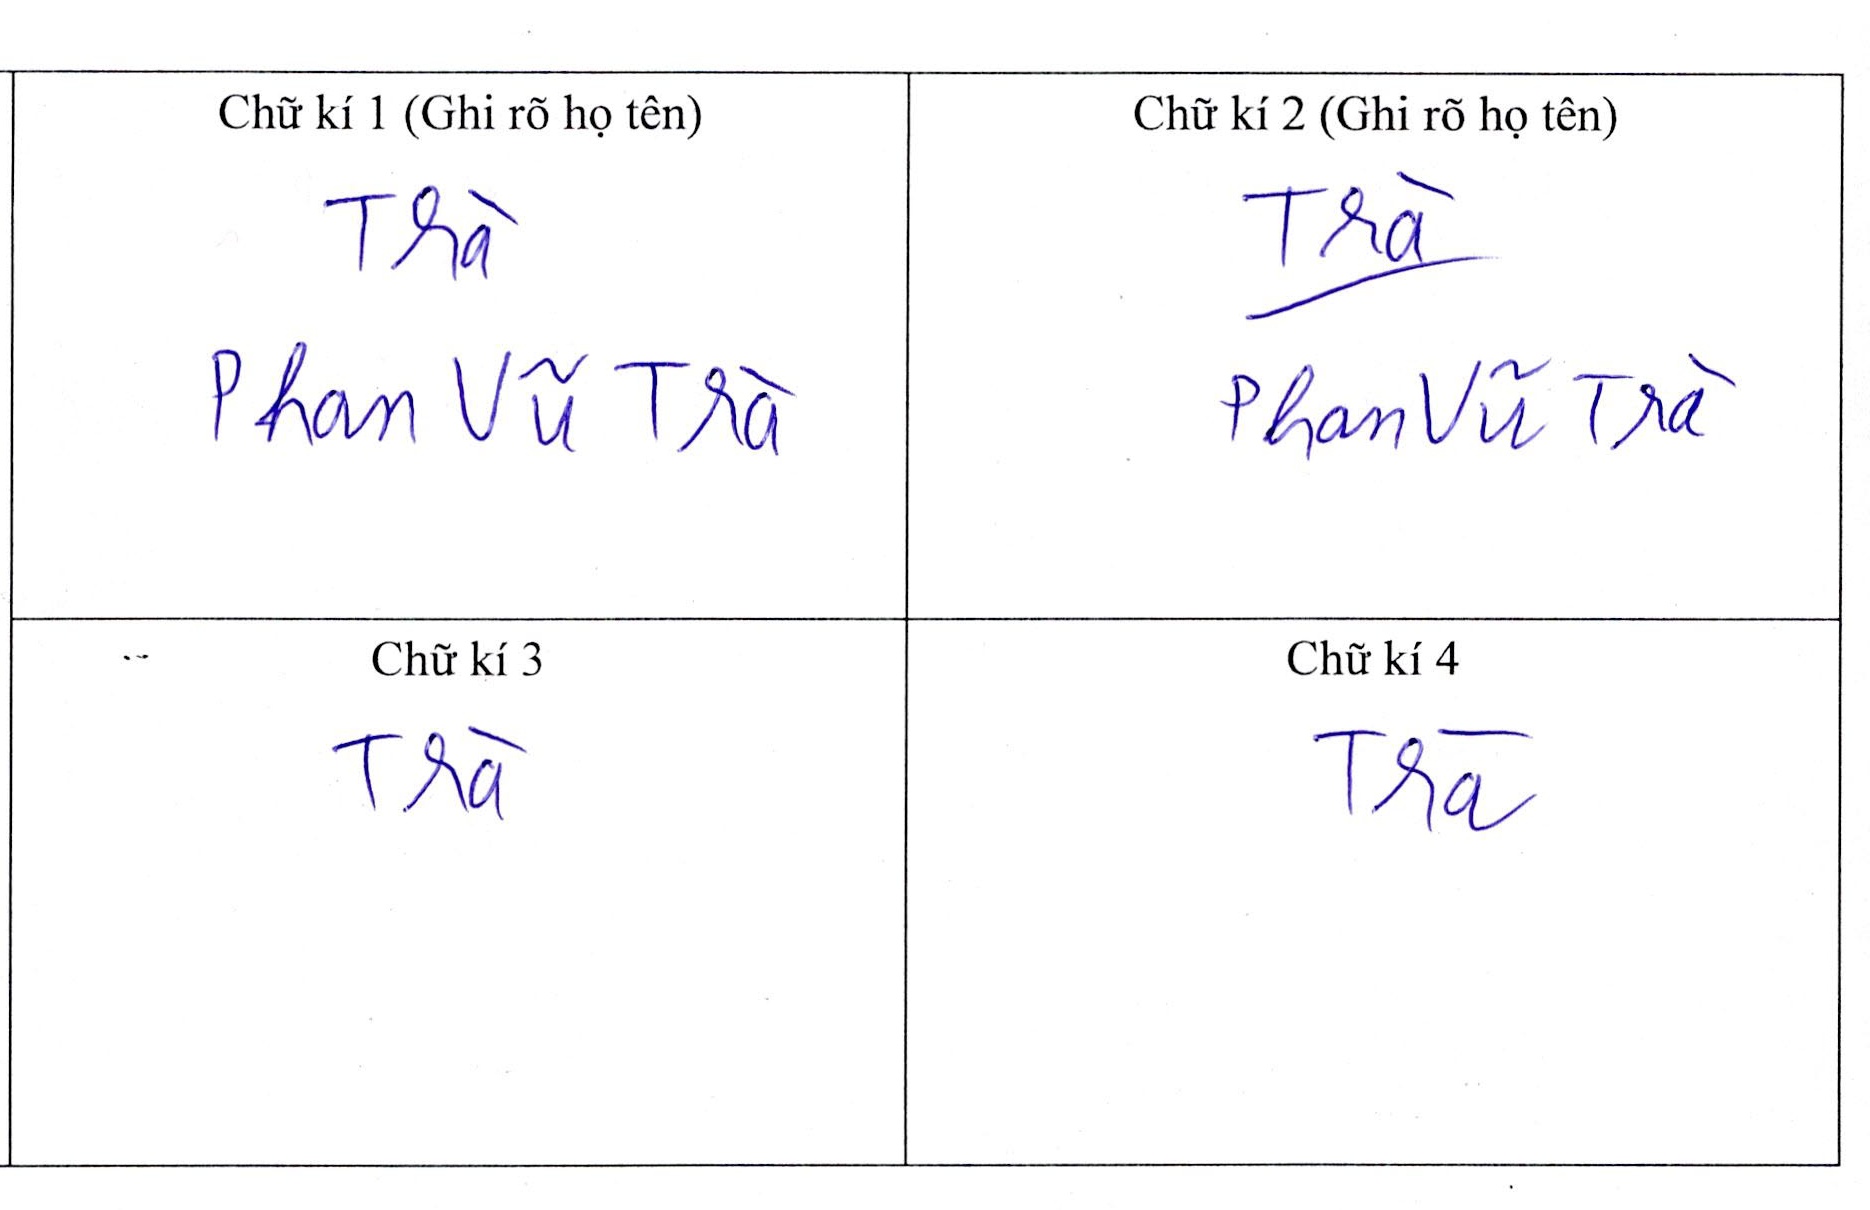 Chữ kí 1 (Ghi rõ họ tên)
Trà
Phan Vũ Trà
Chữ kí 2 (Ghi rõ họ tên)
Trà
Phan Vũ Trà
Chữ kí 3
Trà
Chữ kí 4
Trà